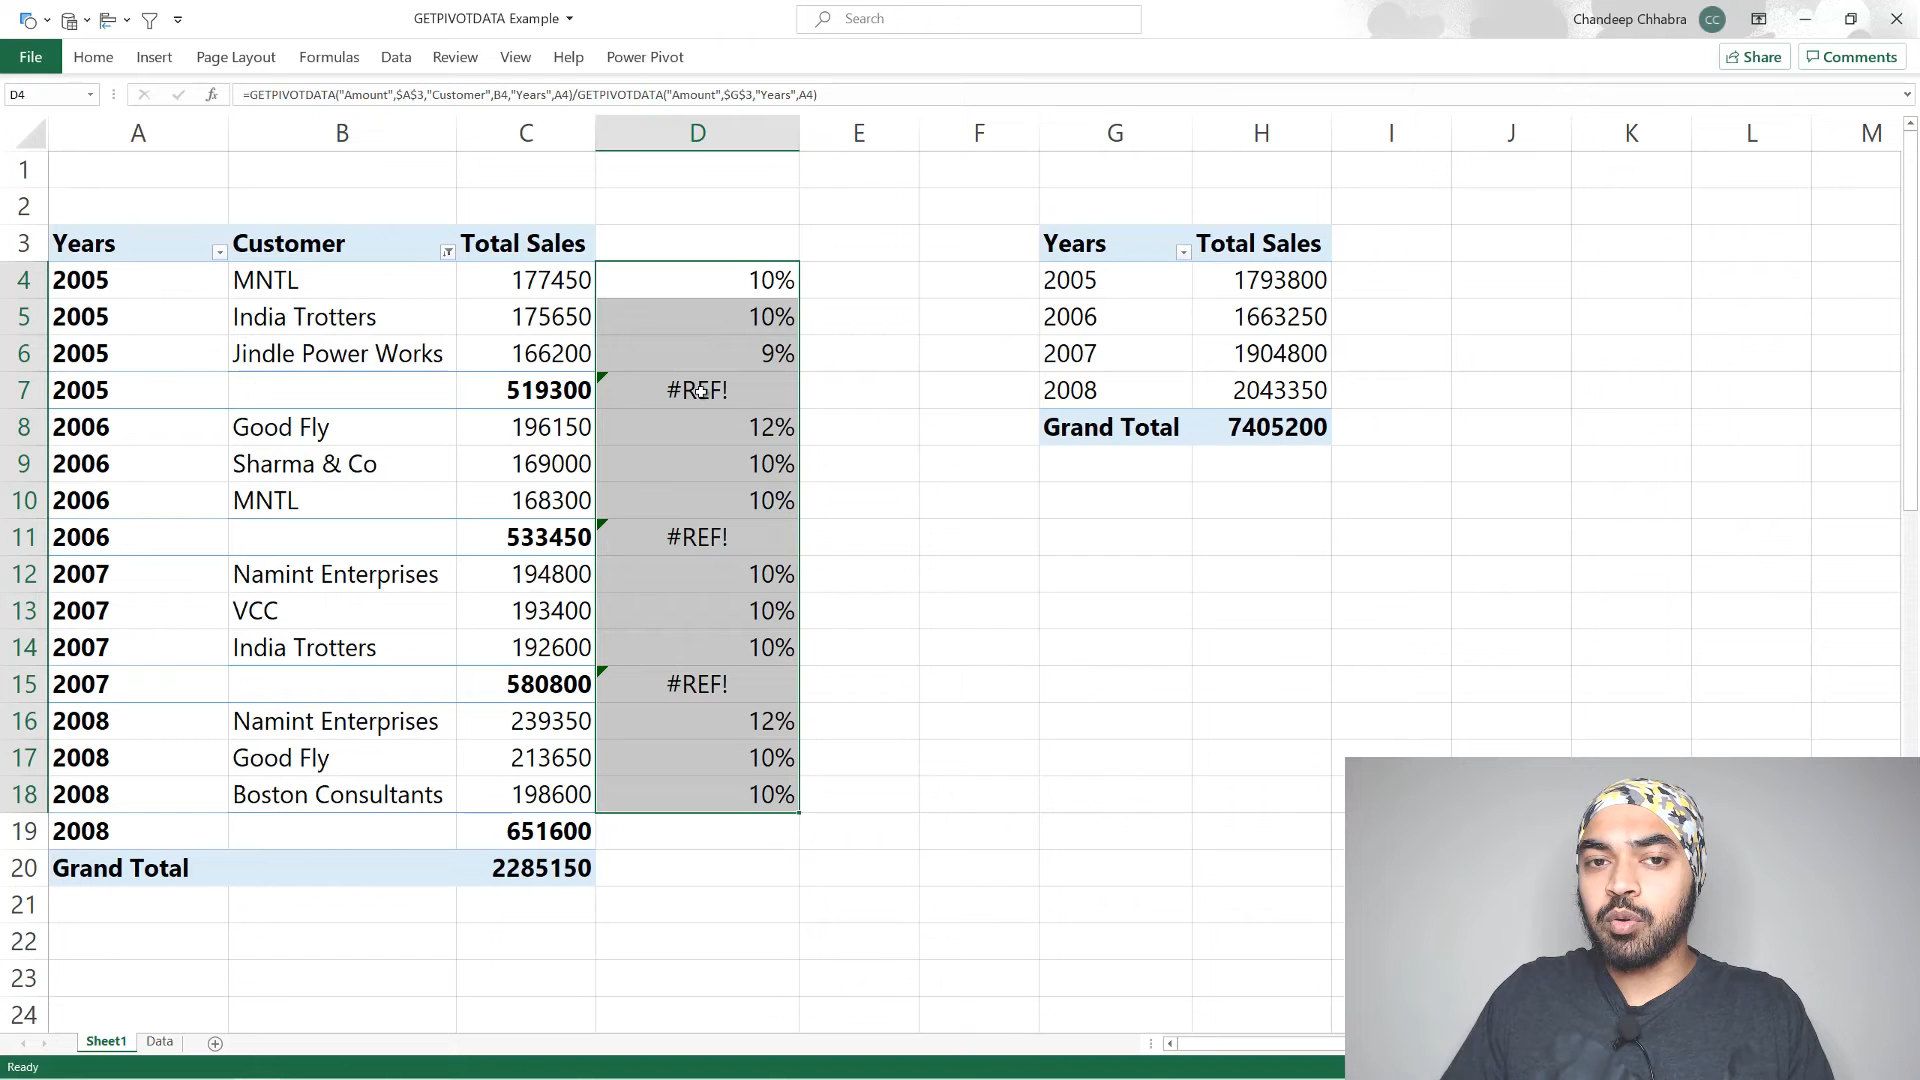 GETPIVOTDATA Example
Search
Chandeep Chhabra
CC
File Home Insert Page Layout Formulas Data Review View Help Power Pivot
Share
Comments
D4
fx
=GETPIVOTDATA("Amount",$A$3,"Customer",B4,"Years",A4)/GETPIVOTDATA("Amount",$G$3,"Years",A4)
A B C D E F G H I J K L M
1
2
3 Years Customer Total Sales Years Total Sales
4 2005 MNTL 177450 10% 2005 1793800
5 2005 India Trotters 175650 10% 2006 1663250
6 2005 Jindle Power Works 166200 9% 2007 1904800
7 2005 519300 #REF! 2008 2043350
8 2006 Good Fly 196150 12% Grand Total 7405200
9 2006 Sharma & Co 169000 10%
10 2006 MNTL 168300 10%
11 2006 533450 #REF!
12 2007 Namint Enterprises 194800 10%
13 2007 VCC 193400 10%
14 2007 India Trotters 192600 10%
15 2007 580800 #REF!
16 2008 Namint Enterprises 239350 12%
17 2008 Good Fly 213650 10%
18 2008 Boston Consultants 198600 10%
19 2008 651600
20 Grand Total 2285150
21
22
23
24
Sheet1 Data
Ready